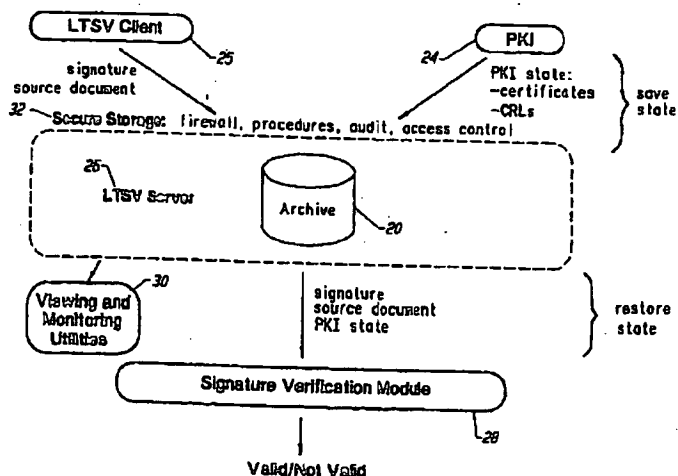 LTSV Client
25
PKI
24
signature
source document
PKI state:
-certificates
-CRLs
save
state
32
Secure Storage: firewall, procedures, audit, access control
26
LTSV Server
Archive
20
30
Viewing and
Monitoring
Utilities
signature
source document
PKI state
restore
state
Signature Verification Module
28
Valid/Not Valid